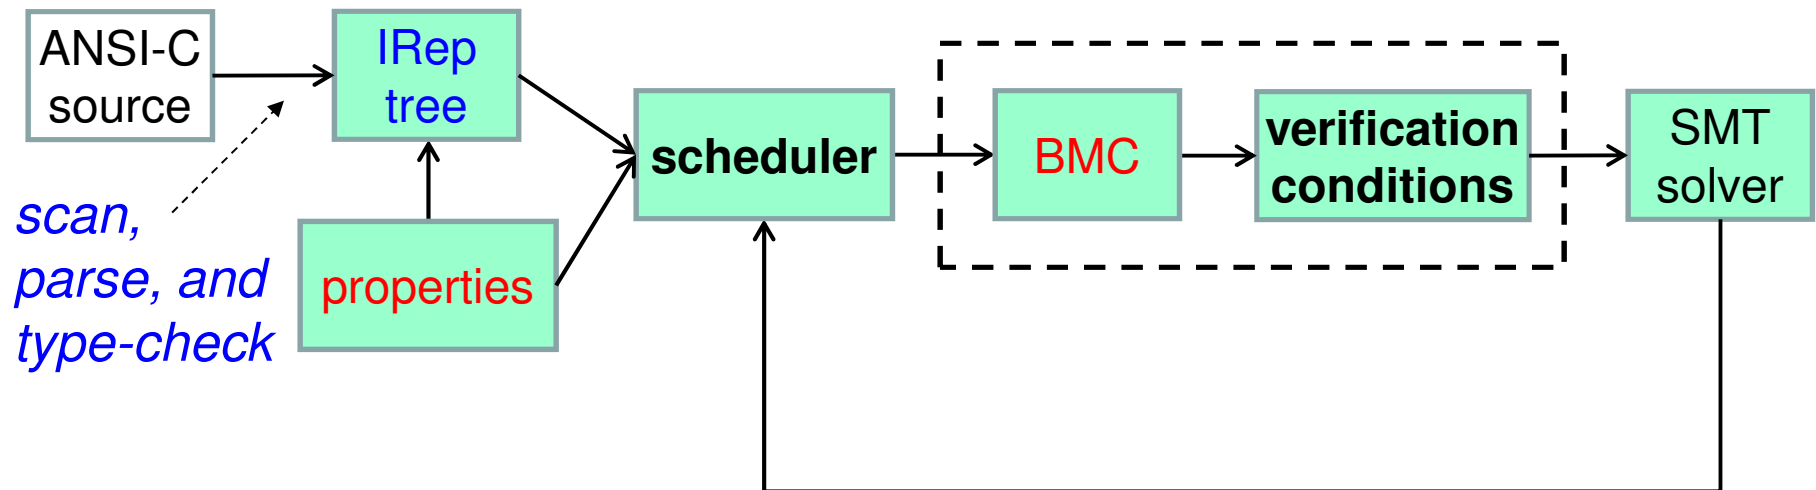 ANSI-C
source
IRep
tree
scan,
parse, and
type-check
properties
scheduler
BMC
verification
conditions
SMT
solver